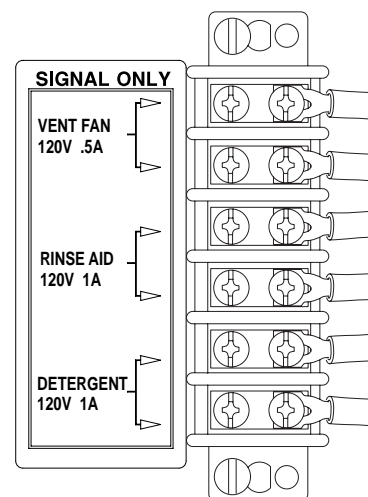 SIGNAL ONLY
VENT FAN
120V .5A
RINSE AID
120V 1A
DETERGENT
120V 1A